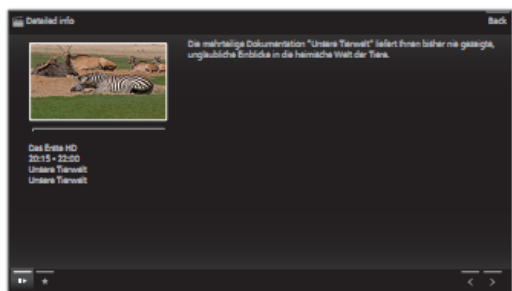 Detailed info
Back
Die mehrteilige Dokumentation "Unsere Tierwelt" liefert Ihnen bisher nie gezeigte,
unglaubliche Einblicke in die heimische Welt der Tiere.
Das Erste HD
20:15 - 22:00
Unsere Tierwelt
Unsere Tierwelt